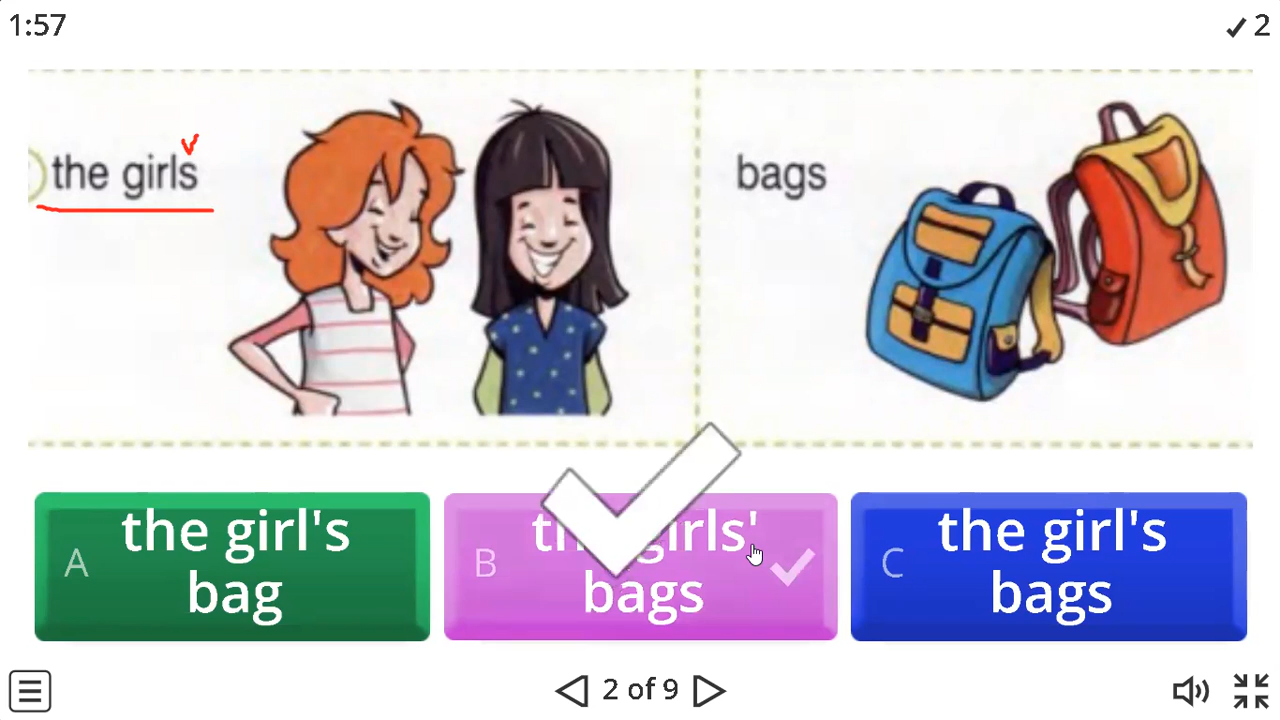 1:57
✓ 2
the girls
bags
A
the girl's
bag
B
girls'
bags
C
the girl's
bags
2 of 9